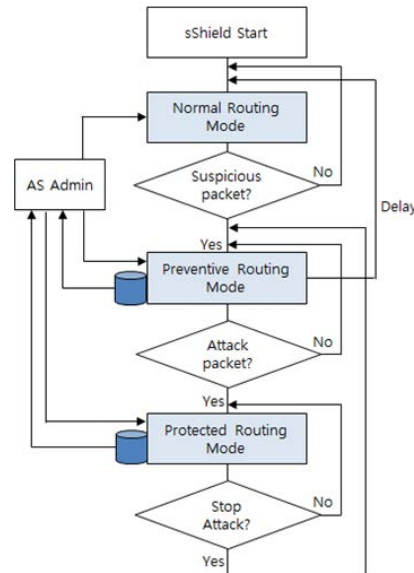 sShield Start
Normal Routing
Mode
AS Admin
Suspicious
packet?
No
Delay
Yes
Preventive Routing
Mode
Attack
packet?
No
Yes
Protected Routing
Mode
No
Stop
Attack?
Yes